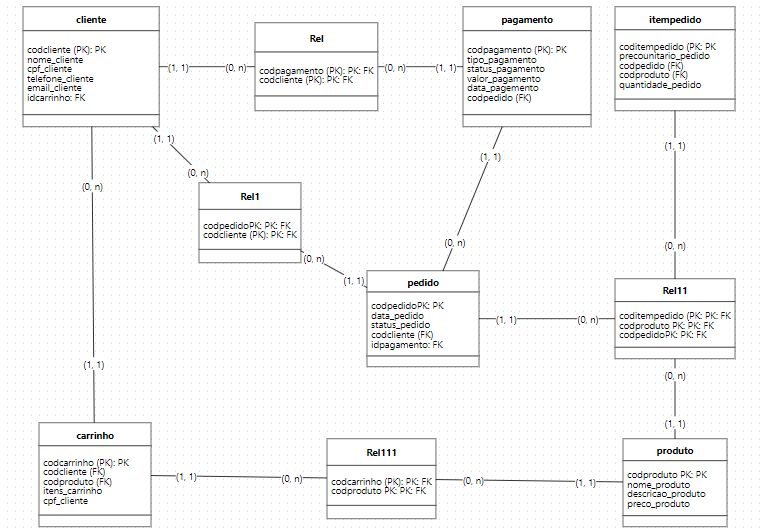 cliente
codcliente (PK): PK
nome_cliente
cpf_cliente
telefone_cliente
email_cliente
idcarrinho: FK
(1, 1)
(0, n)
Rel
codpagamento (PK): PK: FK
codcliente (PK): PK: FK
(0, n)
(1, 1)
pagamento
codpagamento (PK): PK
tipo_pagamento
status_pagamento
valor_pagamento
data_pagemento
codpedido (FK)
itempedido
coditempedido (PK: PK
precounitario_pedido
codpedido (FK)
codproduto (FK)
quantidade_pedido
(1, 1)
(0, n)
(1, 1)
(0, n)
Rel1
codpedidoPK: PK: FK
codcliente (PK): PK: FK
(0, n)
(1, 1)
(1, 1)
(0, n)
(0, n)
(1, 1)
pedido
codpedidoPK: PK
data_pedido
status_pedido
codcliente (FK)
idpagamento: FK
(1, 1)
(0, n)
Rel11
coditempedido (PK: PK: FK
codproduto PK: PK: FK
codpedidoPK: PK: FK
(0, n)
(1, 1)
carrinho
codcarrinho (PK): PK
codcliente (FK)
codproduto (FK)
itens_carrinho
cpf_cliente
(1, 1)
(0, n)
Rel111
codcarrinho (PK): PK: FK
codproduto PK: PK: FK
(0, n)
(1, 1)
produto
codproduto PK: PK
nome_produto
descricao_produto
preco_produto